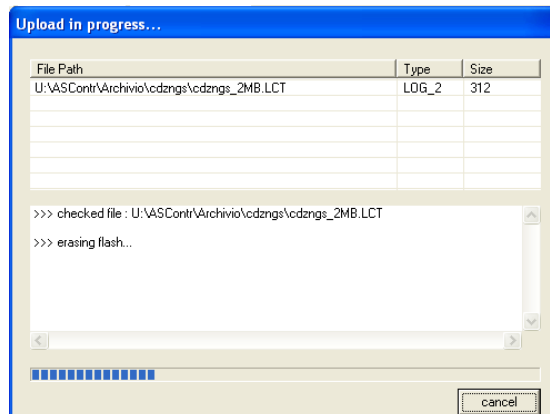 Upload in progress...
File Path Type Size
U:\ASContr\Archivio\cdzngs\cdzngs_2MB.LCT LOG_2 312
>>> checked file : U:\ASContr\Archivio\cdzngs\cdzngs_2MB.LCT
>>> erasing flash...
cancel